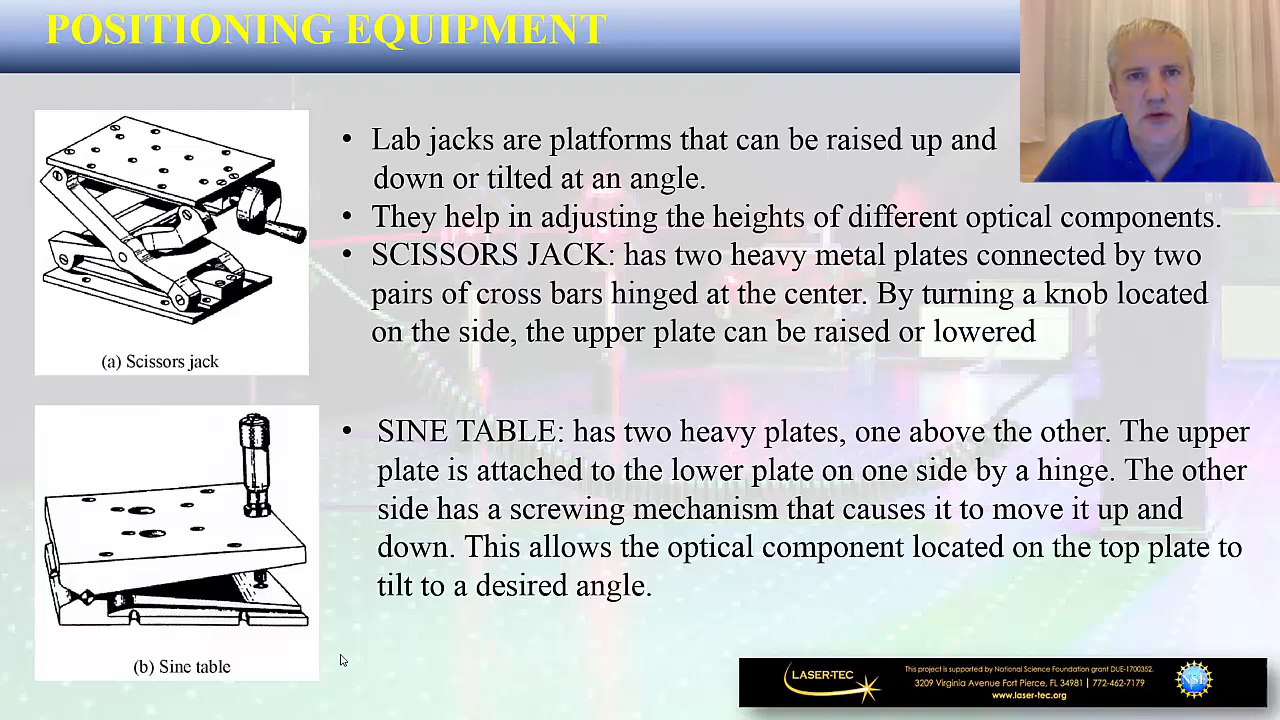 POSITIONING EQUIPMENT
• Lab jacks are platforms that can be raised up and
down or tilted at an angle.
• They help in adjusting the heights of different optical components.
• SCISSORS JACK: has two heavy metal plates connected by two
pairs of cross bars hinged at the center. By turning a knob located
on the side, the upper plate can be raised or lowered
(a) Scissors jack
• SINE TABLE: has two heavy plates, one above the other. The upper
plate is attached to the lower plate on one side by a hinge. The other
side has a screwing mechanism that causes it to move it up and
down. This allows the optical component located on the top plate to
tilt to a desired angle.
(b) Sine table
LASER-TEC
This project is supported by National Science Foundation grant DUE-1700352.
3209 Virginia Avenue Fort Pierce, FL 34981 | 772-462-7179
www.laser-tec.org
NSF